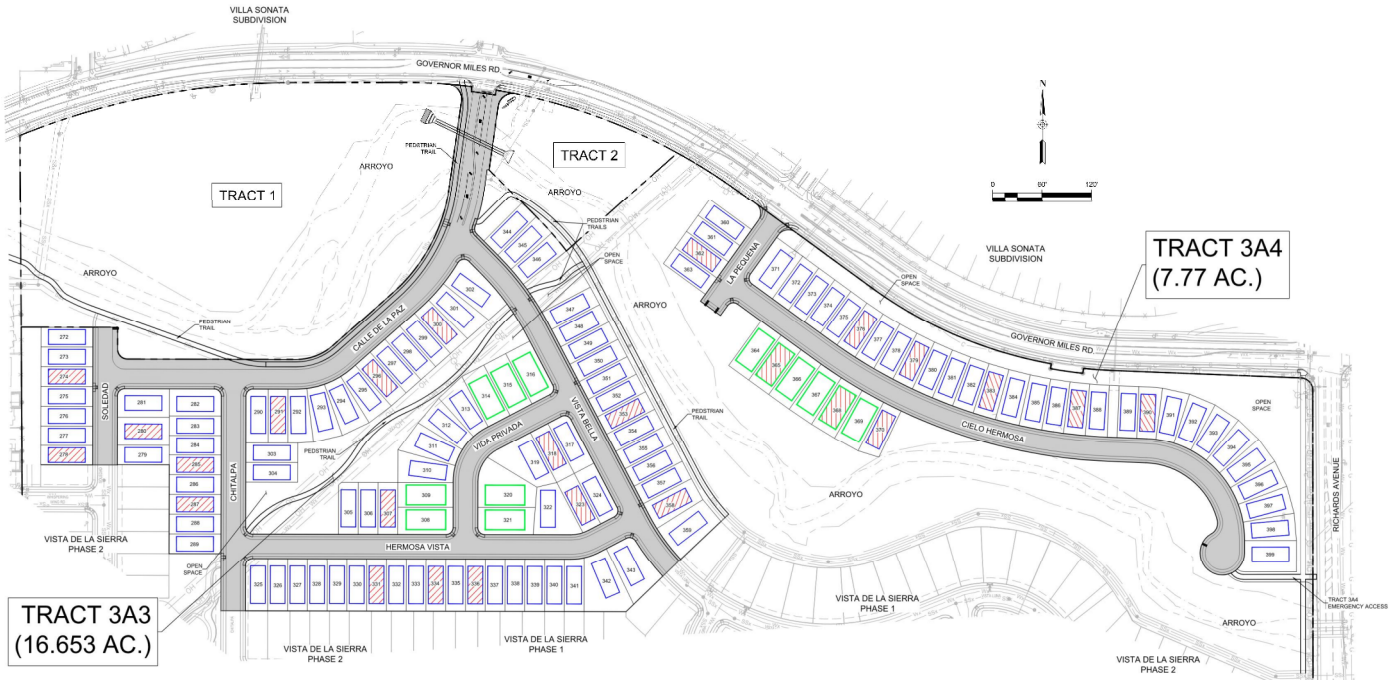 VILLA SONATA
SUBDIVISION
GOVERNOR MILES RD.
PEDSTRIAN
TRAIL
ARROYO
TRACT 1
TRACT 2
ARROYO
PEDSTRIAN
TRAILS
OPEN
SPACE
N
0 60' 120'
VILLA SONATA
SUBDIVISION
TRACT 3A4
(7.77 AC.)
ARROYO
PEDSTRIAN
TRAIL
CALLE DE LA PAZ
ARROYO
LA PEQUENA
OPEN
SPACE
GOVERNOR MILES RD.
OPEN
SPACE
344
345
346
360
361
362
363
302
301
300
299
298
297
296
295
294
293
292
291
290
347
348
349
350
351
352
353
354
355
356
357
358
359
371
372
373
374
375
376
377
378
379
380
381
382
383
384
385
386
387
388
389
390
391
392
393
394
395
396
397
398
399
364
365
366
367
368
369
370
CIELO HERMOSA
272
273
274
275
276
277
278
SOLEDAD
281
280
279
282
283
284
285
286
287
288
289
CHITALPA
303
304
PEDSTRIAN
TRAIL
316
315
314
313
312
311
310
309
308
VIDA PRIVADA
VISTA BELLA
PEDSTRIAN
TRAIL
319
318
317
320
321
322
323
324
305
306
307
HERMOSA VISTA
325
326
327
328
329
330
331
332
333
334
335
336
337
338
339
340
341
342
343
ARROYO
RICHARDS AVENUE
VISTA DE LA SIERRA
PHASE 2
OPEN
SPACE
TRACT 3A3
(16.653 AC.)
VISTA DE LA SIERRA
PHASE 2
VISTA DE LA SIERRA
PHASE 1
VISTA DE LA SIERRA
PHASE 1
VISTA DE LA SIERRA
PHASE 2
TRACT 3A4
EMERGENCY ACCESS
ARROYO